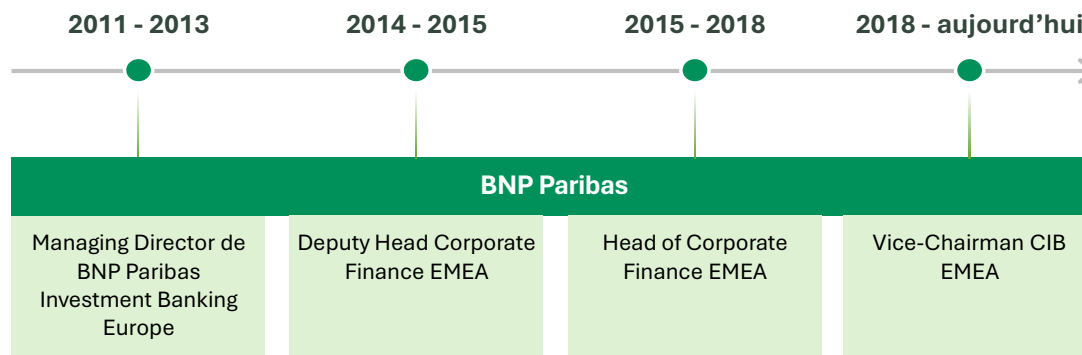 2011 - 2013
2014 - 2015
2015 - 2018
2018 - aujourd’hui
BNP Paribas
Managing Director de
BNP Paribas
Investment Banking
Europe
Deputy Head Corporate
Finance EMEA
Head of Corporate
Finance EMEA
Vice-Chairman CIB
EMEA